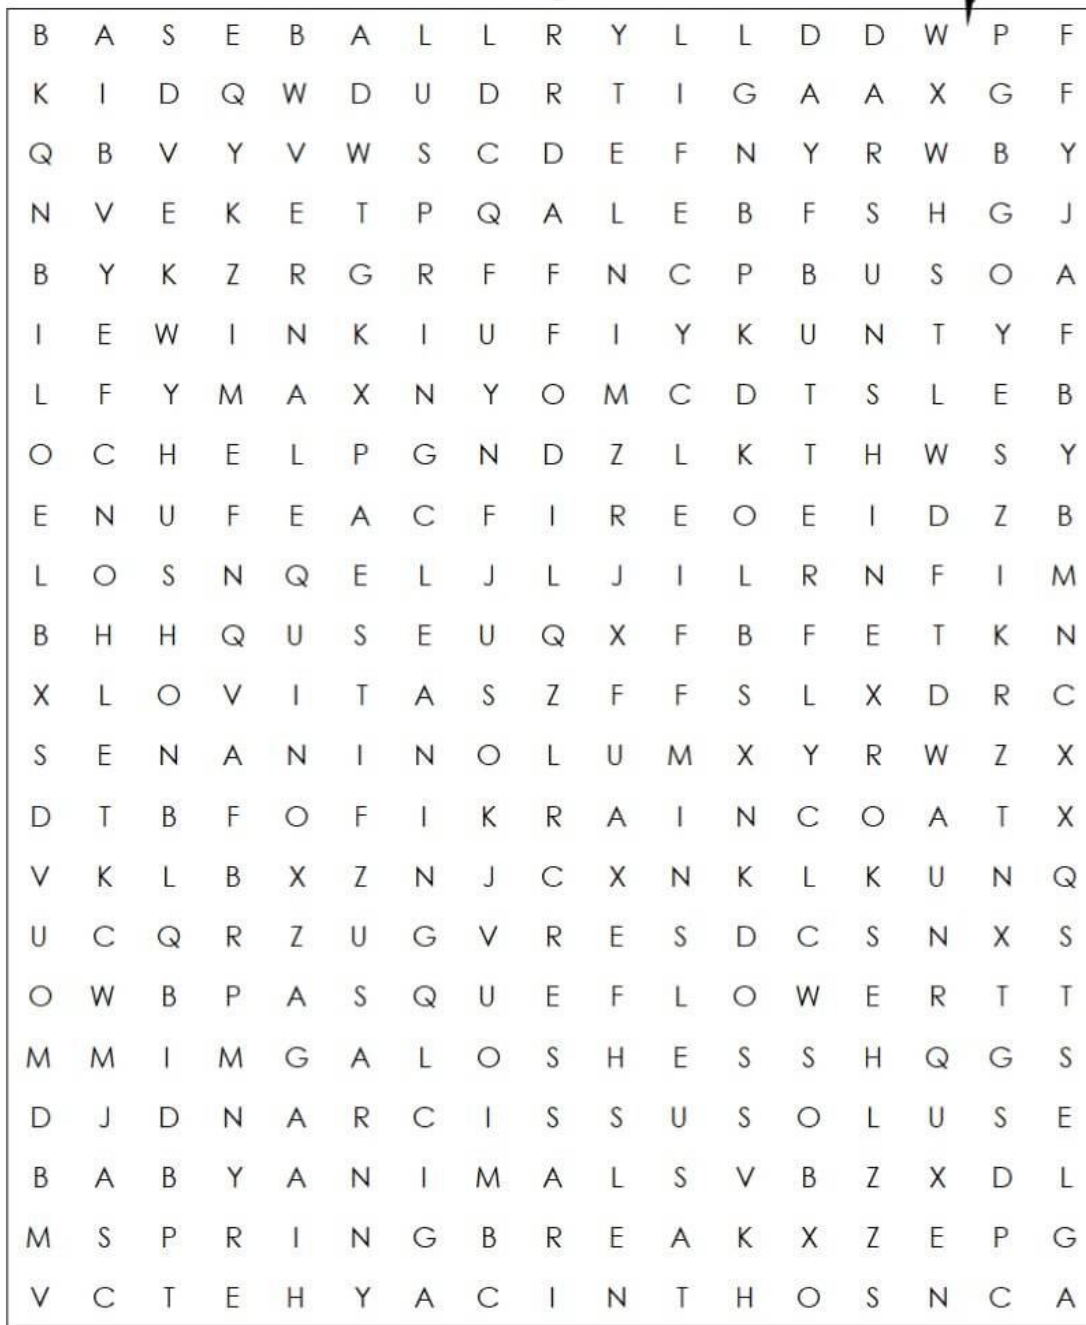 B A S E B A L L R Y L L D D W P F
K I D Q W D U D R T I G A A X G F
Q B V Y V W S C D E F N Y R W B Y
N V E K E T P Q A L E B F S H G J
B Y K Z R G R F F N C P B U S O A
I E W I N K I U F I Y K U N T Y F
L F Y M A X N Y O M C D T S L E B
O C H E L P G N D Z L K T H W S Y
E N U F E A C F I R E O E I D Z B
L O S N Q E L J L J I L R N F I M
B H H Q U S E U Q X F B F E T K N
X L O V I T A S Z F F S L X D R C
S E N A N I N O L U M X Y R W Z X
D T B F O F I K R A I N C O A T X
V K L B X Z N J C X N K L K U N Q
U C Q R Z U G V R E S D C S N X S
O W B P A S Q U E F L O W E R T T
M M I M G A L O S H E S S H Q G S
D J D N A R C I S S U S O L U S E
B A B Y A N I M A L S V B Z X D L
M S P R I N G B R E A K X Z E P G
V C T E H Y A C I N T H O S N C A